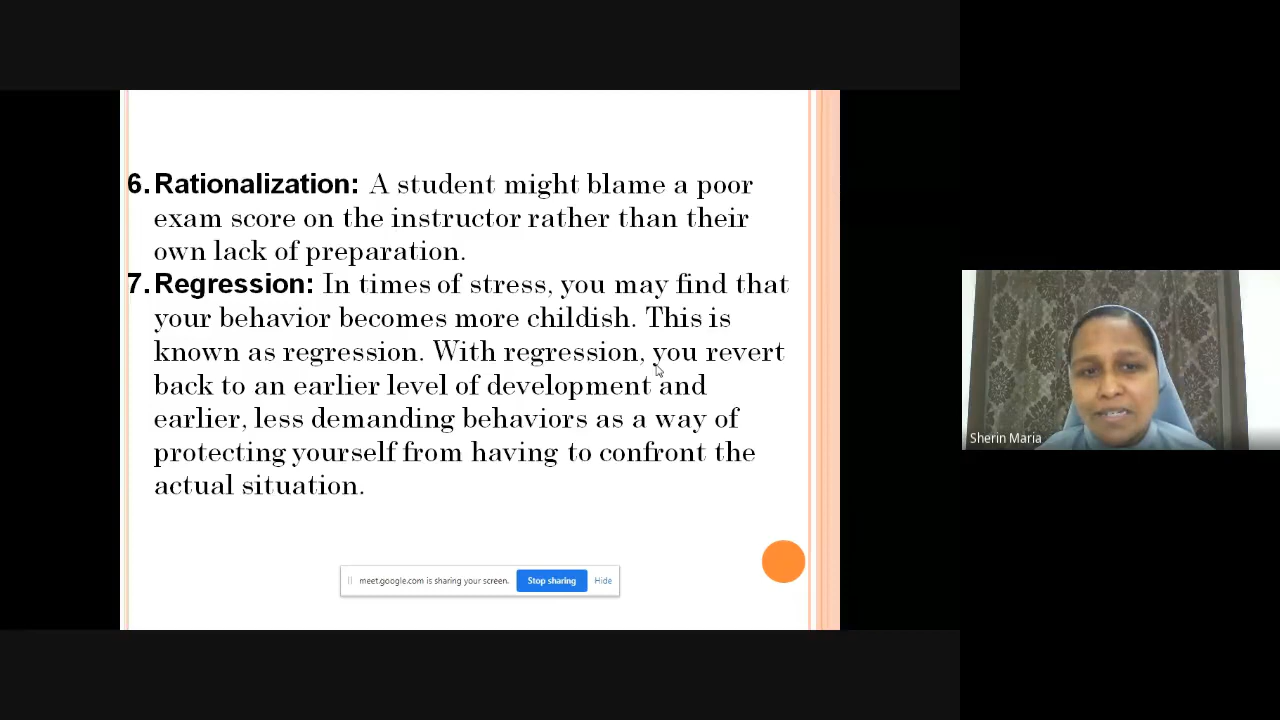 6. Rationalization: A student might blame a poor
exam score on the instructor rather than their
own lack of preparation.
7. Regression: In times of stress, you may find that
your behavior becomes more childish. This is
known as regression. With regression, you revert
back to an earlier level of development and
earlier, less demanding behaviors as a way of
protecting yourself from having to confront the
actual situation.
meet.google.com is sharing your screen. Stop sharing Hide
Sherin Maria